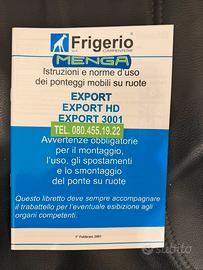 Frigerio
CARPENTERIE
MENGA
Istruzioni e norme d'uso
dei ponteggi mobili su ruote
EXPORT
EXPORT HD
EXPORT 3001
TEL. 080.455.19.22
Avvertenze obbligatorie
per il montaggio,
l'uso, gli spostamenti
e lo smontaggio
del ponte su ruote
Questo libretto deve sempre accompagnare
il trabattello per l'eventuale esibizione agli
organi competenti.
1° Febbraio 2001
subito